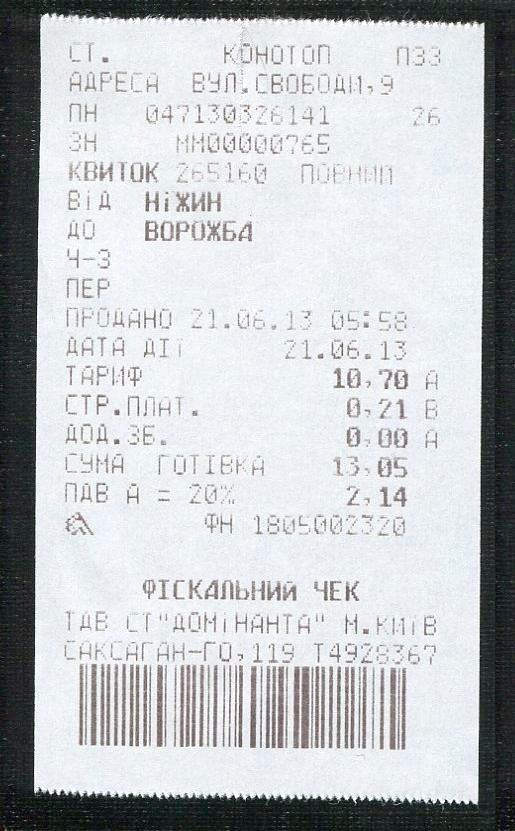 СТ. КОНОТОП ПЗЗ
АДРЕСА ВУЛ.СВОБОДИ,9
ПН 047130326141 26
ЗН ММ00000765
КВИТОК 265160 ПОВНИЙ
ВіД НіЖИН
ДО ВОРОЖБА
Ч-З
ПЕР
ПРОДАНО 21.06.13 05:58
ДАТА ДІЇ 21.06.13
ТАРИФ 10,70 А
СТР.ПЛАТ. 0,21 В
ДОД.ЗБ. 0,00 А
СУМА ГОТІВКА 13,05
ПДВ А = 20% 2,14
ФН 1805002320
ФІСКАЛЬНИЙ ЧЕК
ТДВ СТ"ДОМіНАНТА" М.КИЇВ
САКСАГАН-ГО,119 Т4928367